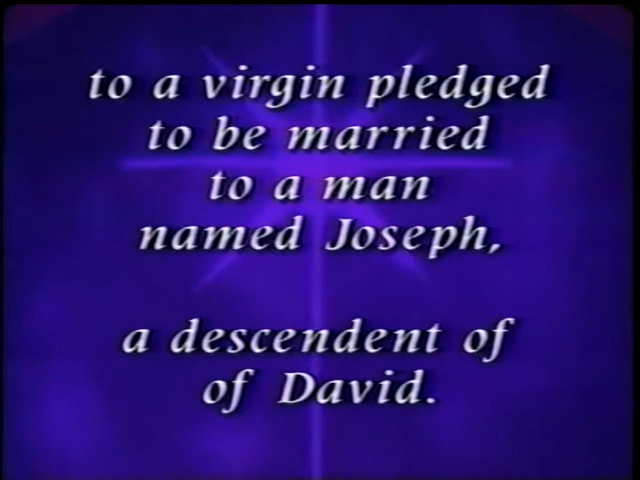 to a virgin pledged
to be married
to a man
named Joseph,
a descendent of
of David.